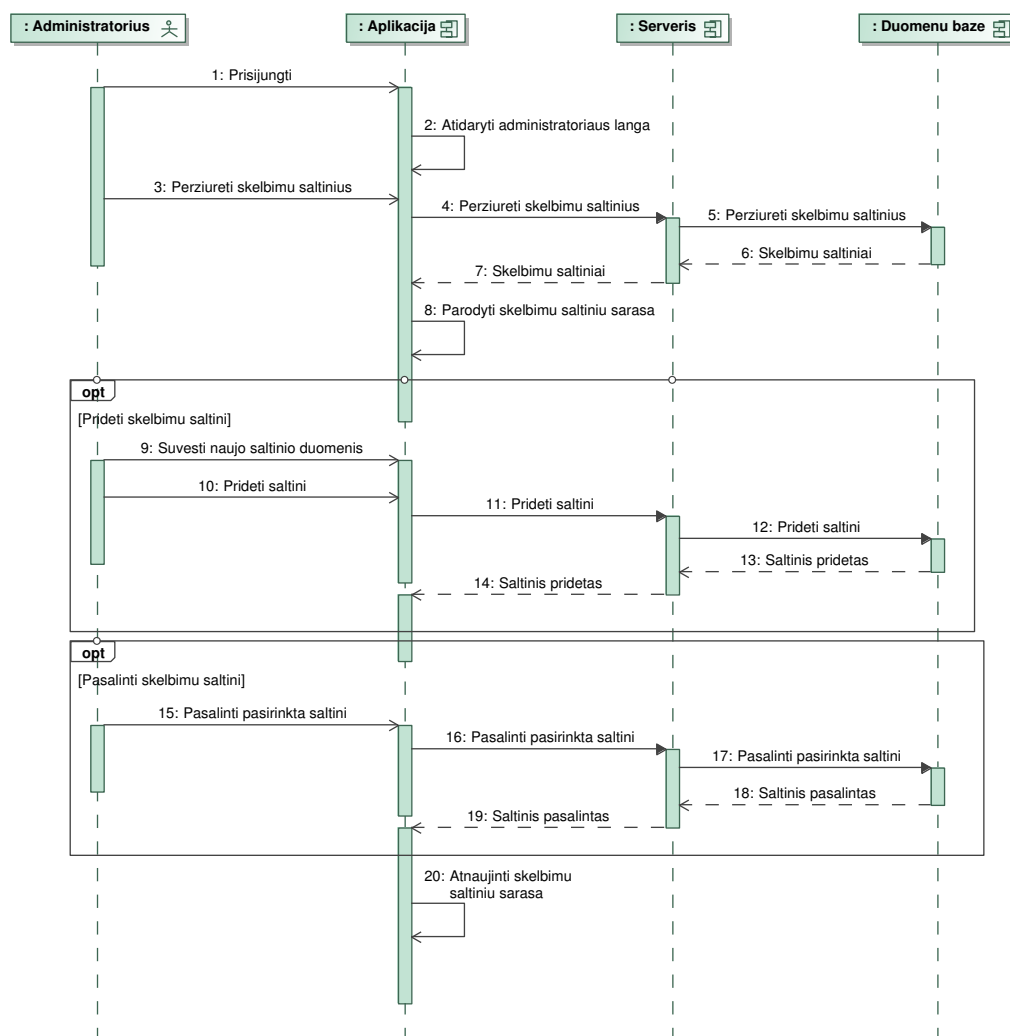 : Administratorius
: Aplikacija
: Serveris
: Duomenu baze
1: Prisijungti
2: Atidaryti administratoriaus langa
3: Perziureti skelbimu saltinius
4: Perziureti skelbimu saltinius
5: Perziureti skelbimu saltinius
6: Skelbimu saltiniai
7: Skelbimu saltiniai
8: Parodyti skelbimu saltiniu sarasa
opt
[Prideti skelbimu saltini]
9: Suvesti naujo saltinio duomenis
10: Prideti saltini
11: Prideti saltini
12: Prideti saltini
13: Saltinis pridetas
14: Saltinis pridetas
opt
[Pasalinti skelbimu saltini]
15: Pasalinti pasirinkta saltini
16: Pasalinti pasirinkta saltini
17: Pasalinti pasirinkta saltini
18: Saltinis pasalintas
19: Saltinis pasalintas
20: Atnaujinti skelbimu
saltiniu sarasa